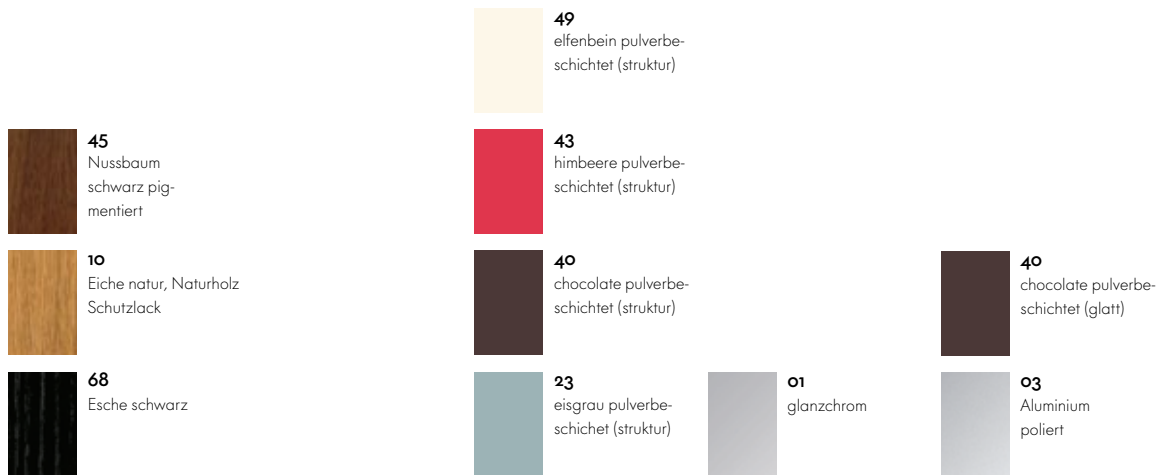 49
elfenbein pulverbe-
schichtet (struktur)
45
Nussbaum
schwarz pig-
mentiert
43
himbeere pulverbe-
schichtet (struktur)
10
Eiche natur, Naturholz
Schutzlack
40
chocolate pulverbe-
schichtet (struktur)
40
chocolate pulverbe-
schichtet (glatt)
68
Esche schwarz
23
eisgrau pulverbe-
schichet (struktur)
01
glanzchrom
03
Aluminium
poliert